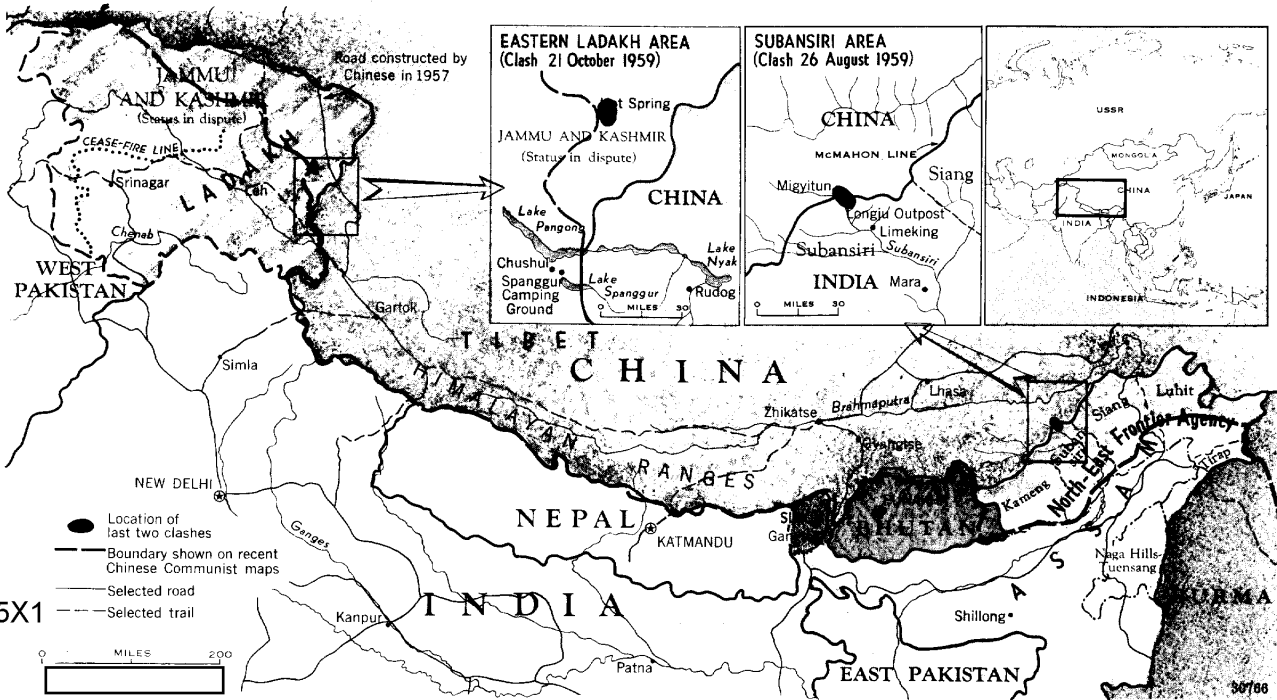 Road constructed by
Chinese in 1957
JAMMU
AND KASHMIR
(Status in dispute)
CEASE-FIRE LINE
Srinagar
LADAKH
Leh
Chenab
WEST
PAKISTAN
Gartok
Simla
TIBET
CHINA
HIMALAYAN RANGES
Zhikatse
Brahmaputra
Lhasa
Gyangtse
NEW DELHI
Ganges
NEPAL
KATMANDU
BHUTAN
Kameng
Siang
Luhit
Tirap
North-East Frontier Agency
ASSAM
Naga Hills-
Tuensang
BURMA
Shillong
INDIA
Kanpur
Patna
EAST PAKISTAN
EASTERN LADAKH AREA
(Clash 21 October 1959)
Hot Spring
JAMMU AND KASHMIR
(Status in dispute)
CHINA
Lake
Pangong
Lake
Nyak
Chushul
Spanggur
Camping
Ground
Lake
Spanggur
Rudog
0 MILES 30
SUBANSIRI AREA
(Clash 26 August 1959)
CHINA
MCMAHON LINE
Migyitun
Siang
Longju Outpost
Limeking
Subansiri
Subansiri
INDIA
Mara
0 MILES 30
USSR
MONGOLIA
CHINA
JAPAN
INDIA
INDONESIA
Location of
last two clashes
Boundary shown on recent
Chinese Communist maps
Selected road
Selected trail
5X1
0 MILES 200